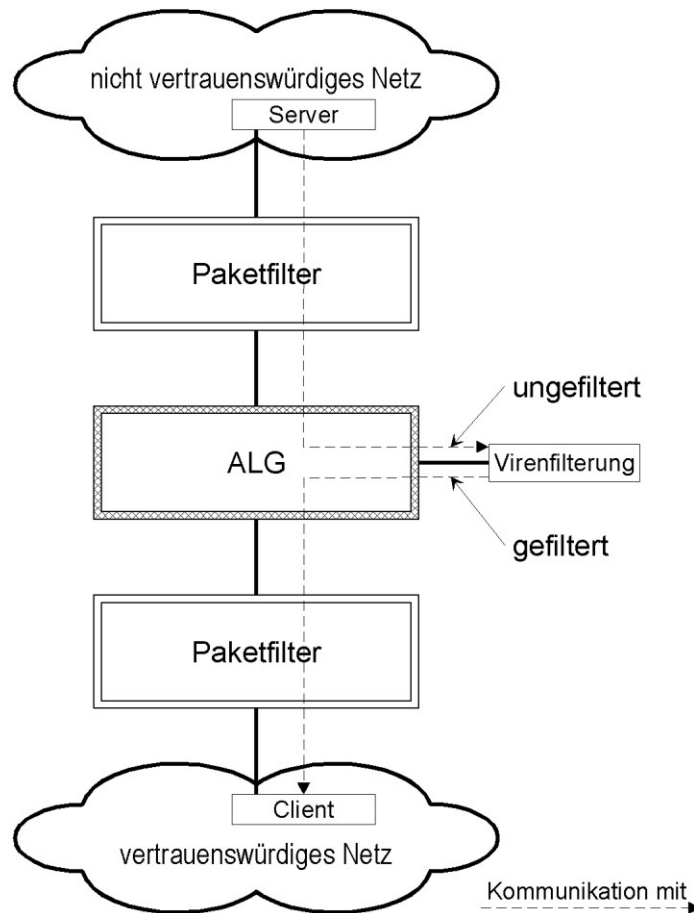 nicht vertrauenswürdiges Netz
Server
Paketfilter
ungefiltert
ALG
Virenfilterung
gefiltert
Paketfilter
Client
vertrauenswürdiges Netz
Kommunikation mit